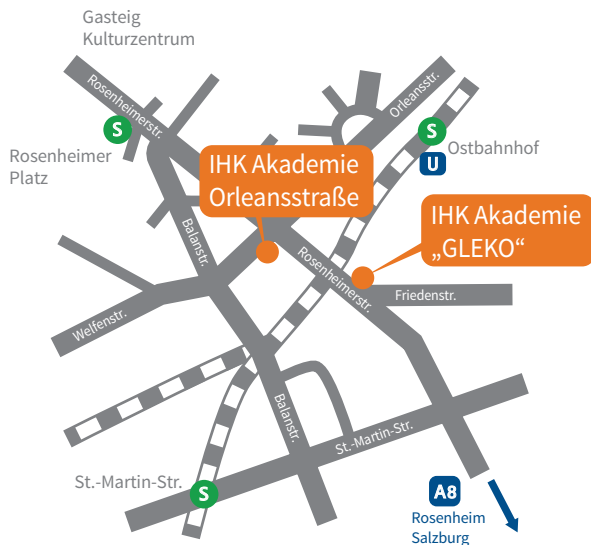 Gasteig
Kulturzentrum
Rosenheimerstr.
Orleansstr.
S
S
Ostbahnhof
U
Rosenheimer
Platz
IHK Akademie
Orleansstraße
IHK Akademie
„GLEKO“
Balanstr.
Rosenheimerstr.
Friedenstr.
Welfenstr.
Balanstr.
St.-Martin-Str.
St.-Martin-Str.
S
A8
Rosenheim
Salzburg